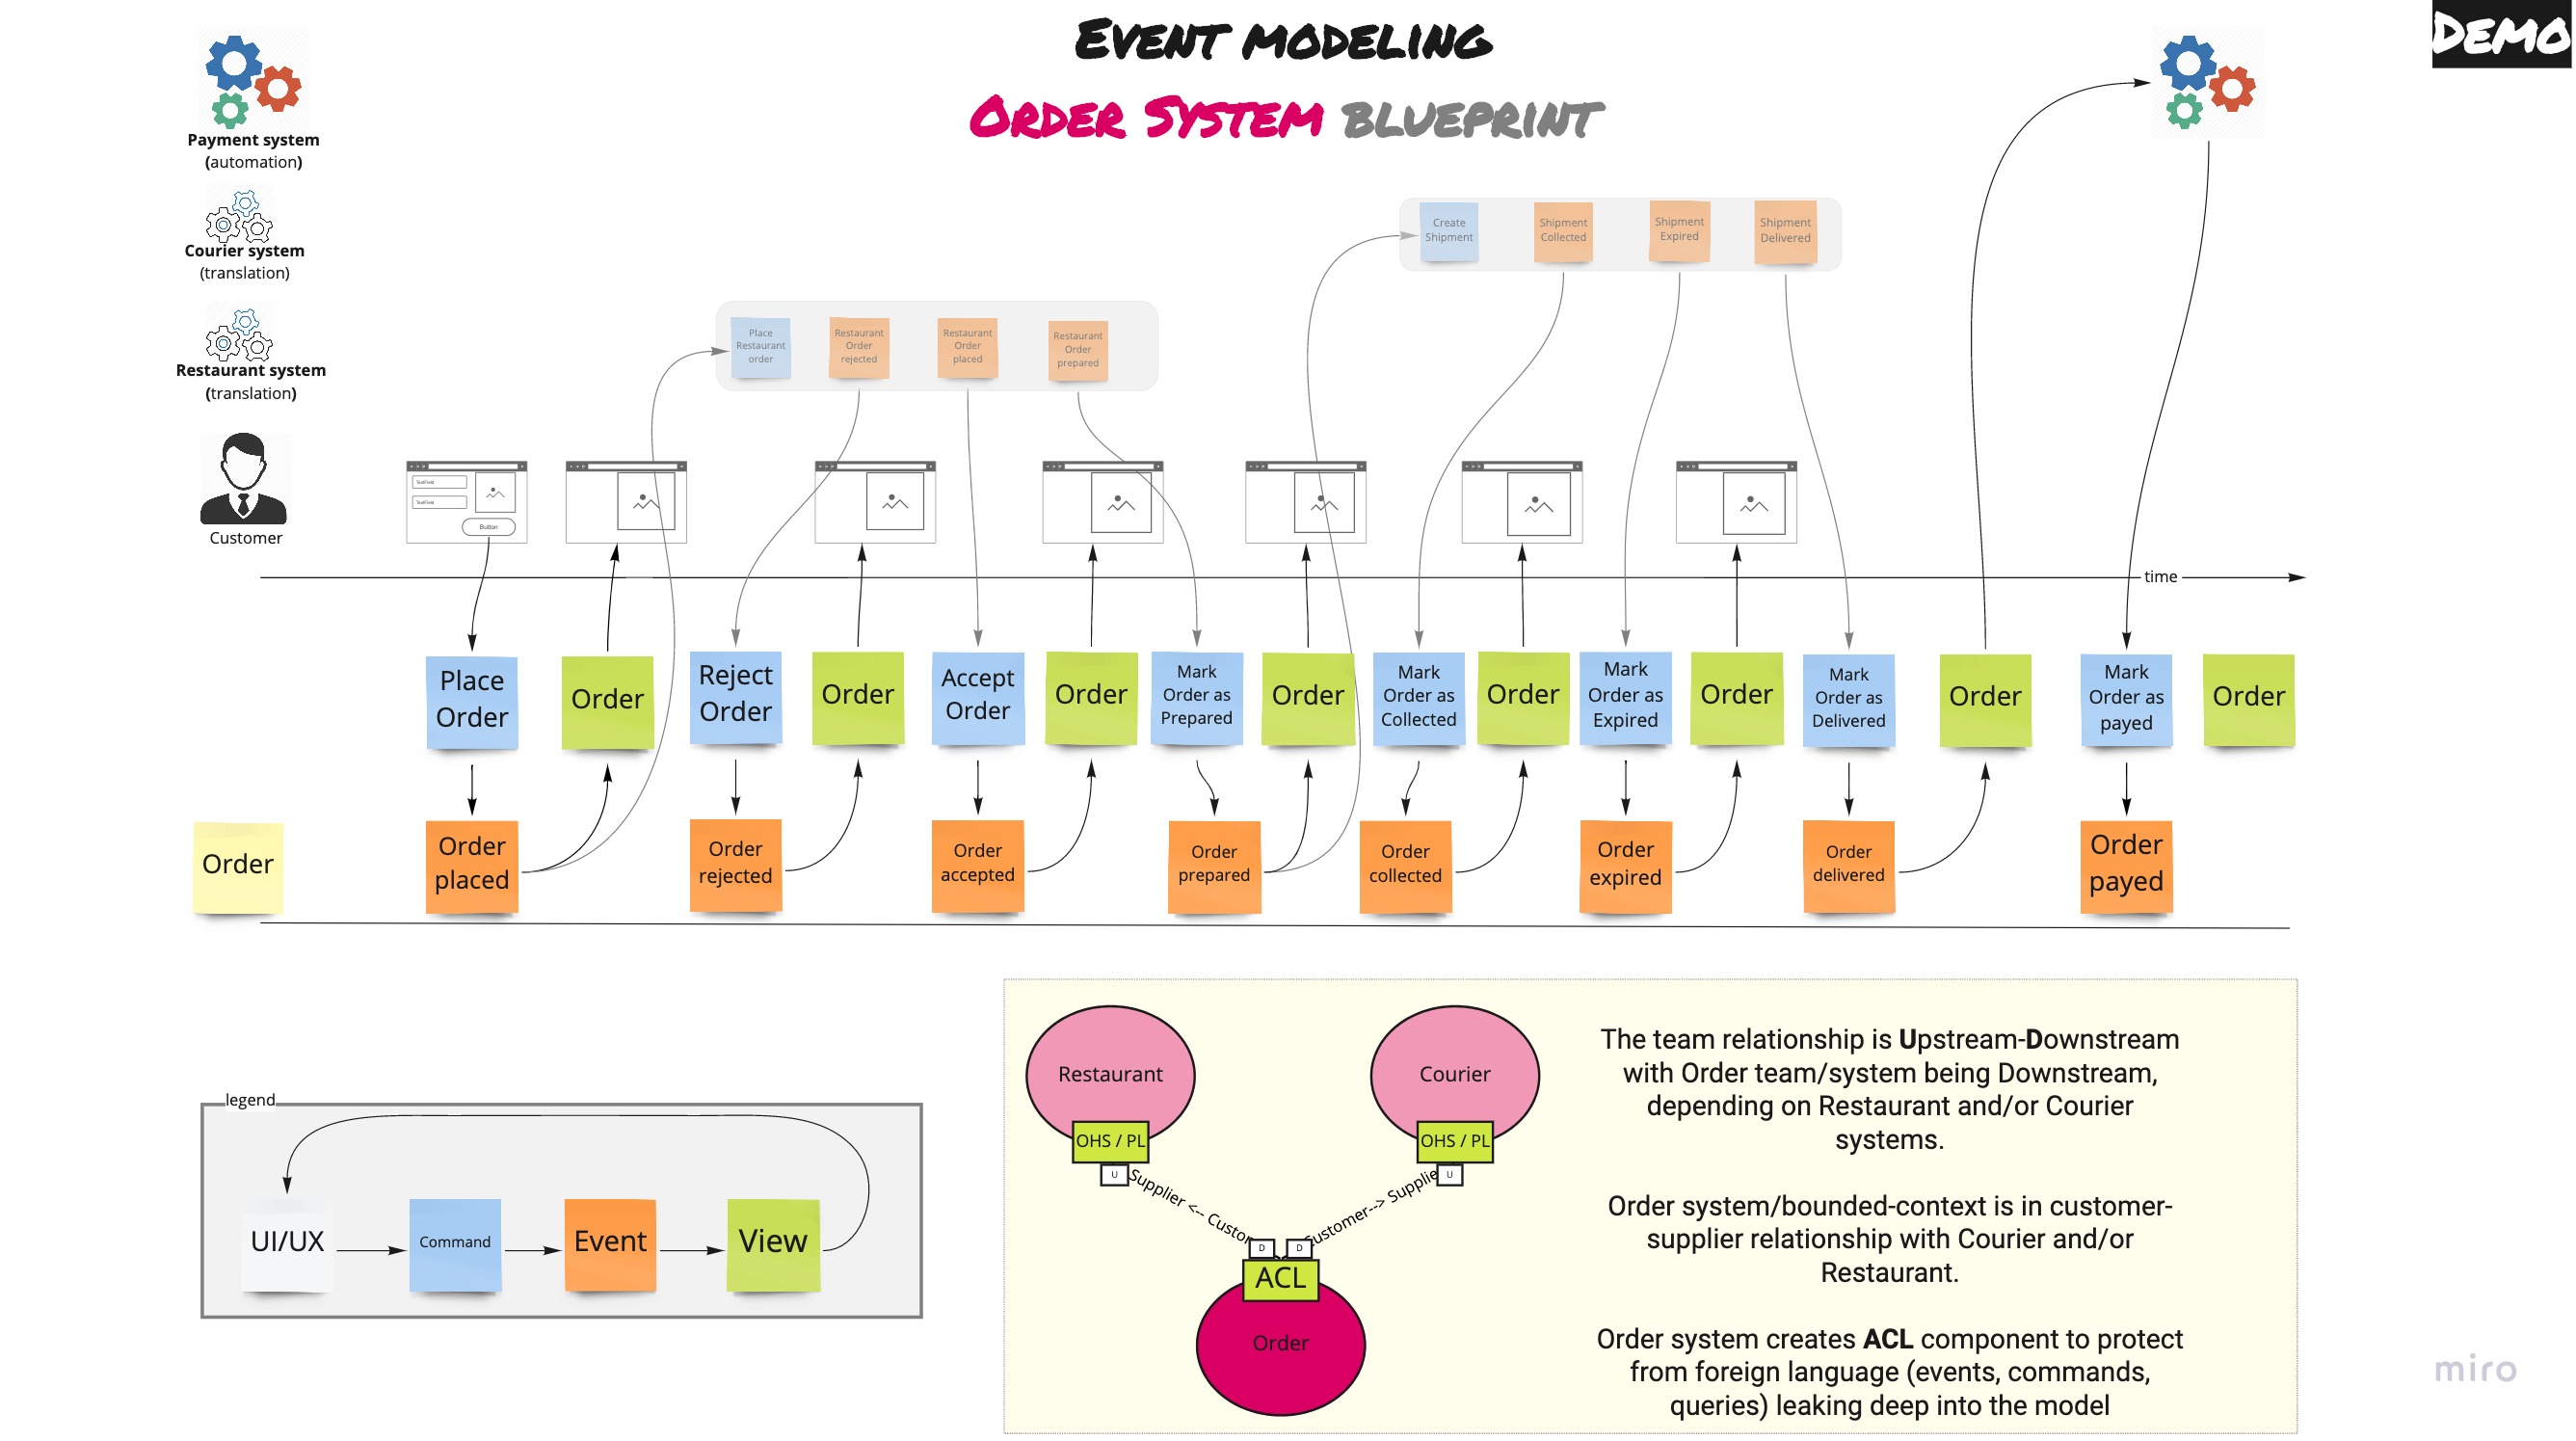 EVENT MODELING
DEMO
ORDER SYSTEM BLUEPRINT
Payment system
(automation)
Courier system
(translation)
Restaurant system
(translation)
Customer
Create
Shipment
Shipment
Collected
Shipment
Expired
Shipment
Delivered
Place
Restaurant
order
Restaurant
Order
rejected
Restaurant
Order
placed
Restaurant
Order
prepared
TextField
TextField
Button
time
Place
Order
Order
Reject
Order
Order
Accept
Order
Order
Mark
Order as
Prepared
Order
Mark
Order as
Collected
Order
Mark
Order as
Expired
Order
Mark
Order as
Delivered
Order
Mark
Order as
payed
Order
Order
Order
placed
Order
rejected
Order
accepted
Order
prepared
Order
collected
Order
expired
Order
delivered
Order
payed
legend
UI/UX
Command
Event
View
Restaurant
OHS / PL
U
Supplier <-- Custo
Courier
OHS / PL
U
ustomer--> Supplie
D
D
ACL
Order
The team relationship is Upstream-Downstream
with Order team/system being Downstream,
depending on Restaurant and/or Courier
systems.
Order system/bounded-context is in customer-
supplier relationship with Courier and/or
Restaurant.
Order system creates ACL component to protect
from foreign language (events, commands,
queries) leaking deep into the model
miro